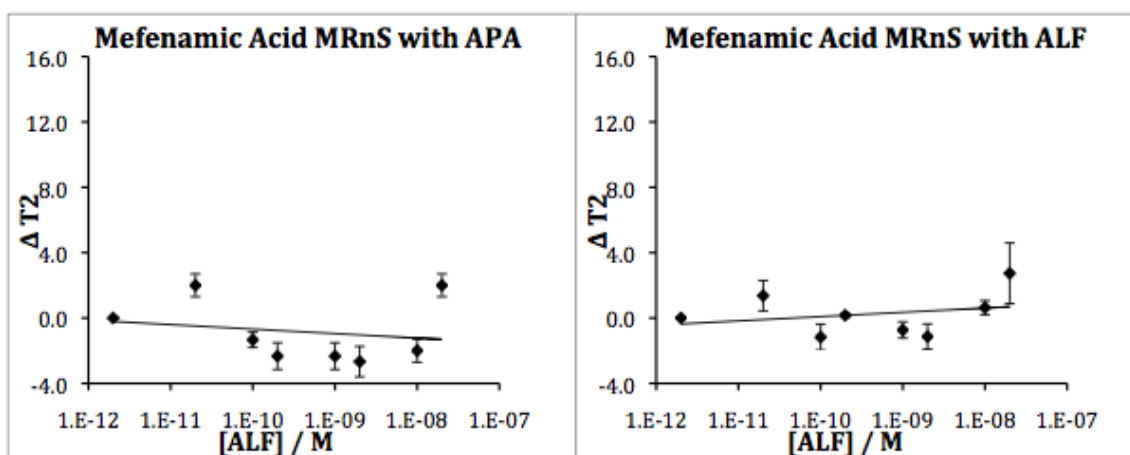 Mefenamic Acid MRnS with APA
16.0
12.0
8.0
4.0
0.0
-4.0
Δ T2
1.E-12 1.E-11 1.E-10 1.E-09 1.E-08 1.E-07
[ALF] / M
Mefenamic Acid MRnS with ALF
16.0
12.0
8.0
4.0
0.0
-4.0
Δ T2
1.E-12 1.E-11 1.E-10 1.E-09 1.E-08 1.E-07
[ALF] / M